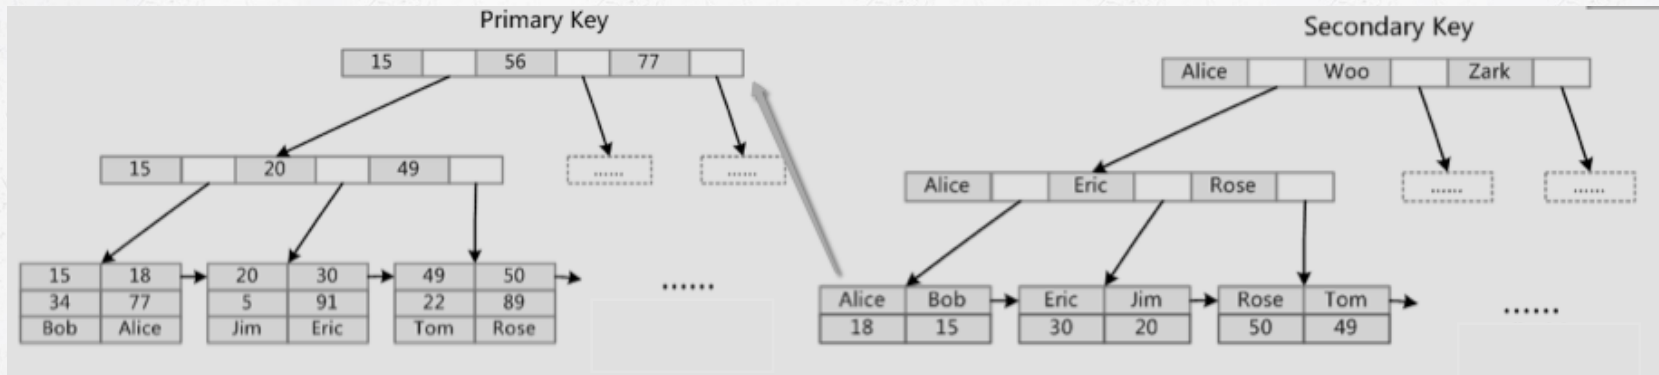 Primary Key
15 56 77
15 20 49
...... ......
15 18 20 30 49 50
34 77 5 91 22 89
Bob Alice Jim Eric Tom Rose
......
Secondary Key
Alice Woo Zark
Alice Eric Rose
...... ......
Alice Bob Eric Jim Rose Tom
18 15 30 20 50 49
......